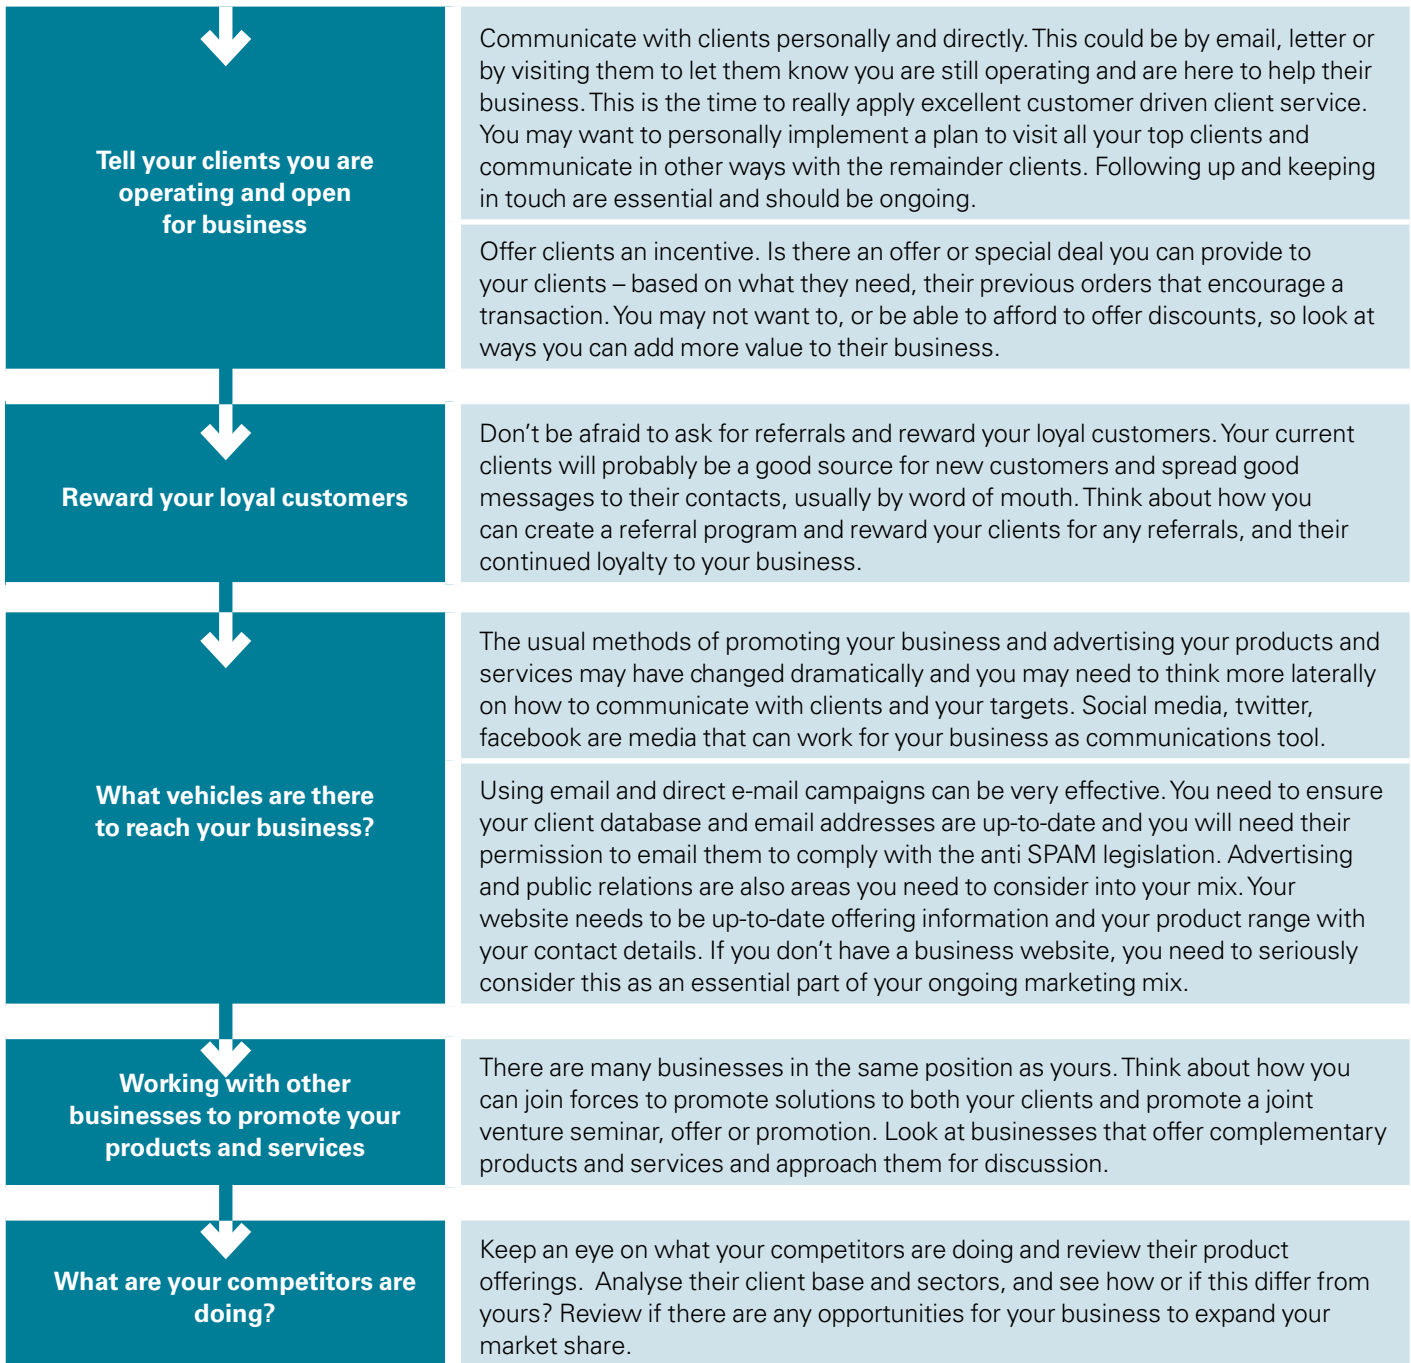 Tell your clients you are
operating and open
for business
Communicate with clients personally and directly. This could be by email, letter or
by visiting them to let them know you are still operating and are here to help their
business. This is the time to really apply excellent customer driven client service.
You may want to personally implement a plan to visit all your top clients and
communicate in other ways with the remainder clients. Following up and keeping
in touch are essential and should be ongoing.
Offer clients an incentive. Is there an offer or special deal you can provide to
your clients – based on what they need, their previous orders that encourage a
transaction. You may not want to, or be able to afford to offer discounts, so look at
ways you can add more value to their business.
Reward your loyal customers
Don't be afraid to ask for referrals and reward your loyal customers. Your current
clients will probably be a good source for new customers and spread good
messages to their contacts, usually by word of mouth. Think about how you
can create a referral program and reward your clients for any referrals, and their
continued loyalty to your business.
What vehicles are there
to reach your business?
The usual methods of promoting your business and advertising your products and
services may have changed dramatically and you may need to think more laterally
on how to communicate with clients and your targets. Social media, twitter,
facebook are media that can work for your business as communications tool.
Using email and direct e-mail campaigns can be very effective. You need to ensure
your client database and email addresses are up-to-date and you will need their
permission to email them to comply with the anti SPAM legislation. Advertising
and public relations are also areas you need to consider into your mix. Your
website needs to be up-to-date offering information and your product range with
your contact details. If you don't have a business website, you need to seriously
consider this as an essential part of your ongoing marketing mix.
Working with other
businesses to promote your
products and services
There are many businesses in the same position as yours. Think about how you
can join forces to promote solutions to both your clients and promote a joint
venture seminar, offer or promotion. Look at businesses that offer complementary
products and services and approach them for discussion.
What are your competitors are
doing?
Keep an eye on what your competitors are doing and review their product
offerings.  Analyse their client base and sectors, and see how or if this differ from
yours? Review if there are any opportunities for your business to expand your
market share.